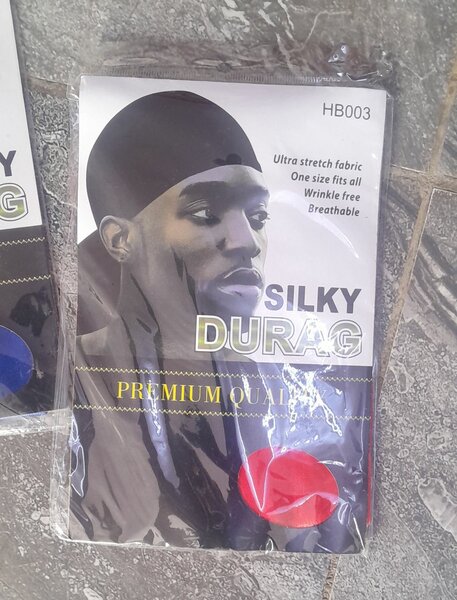 HB003
Ultra stretch fabric
One size fits all
Wrinkle free
Breathable
SILKY
DURAG
PREMIUM QUALITY
Y
G